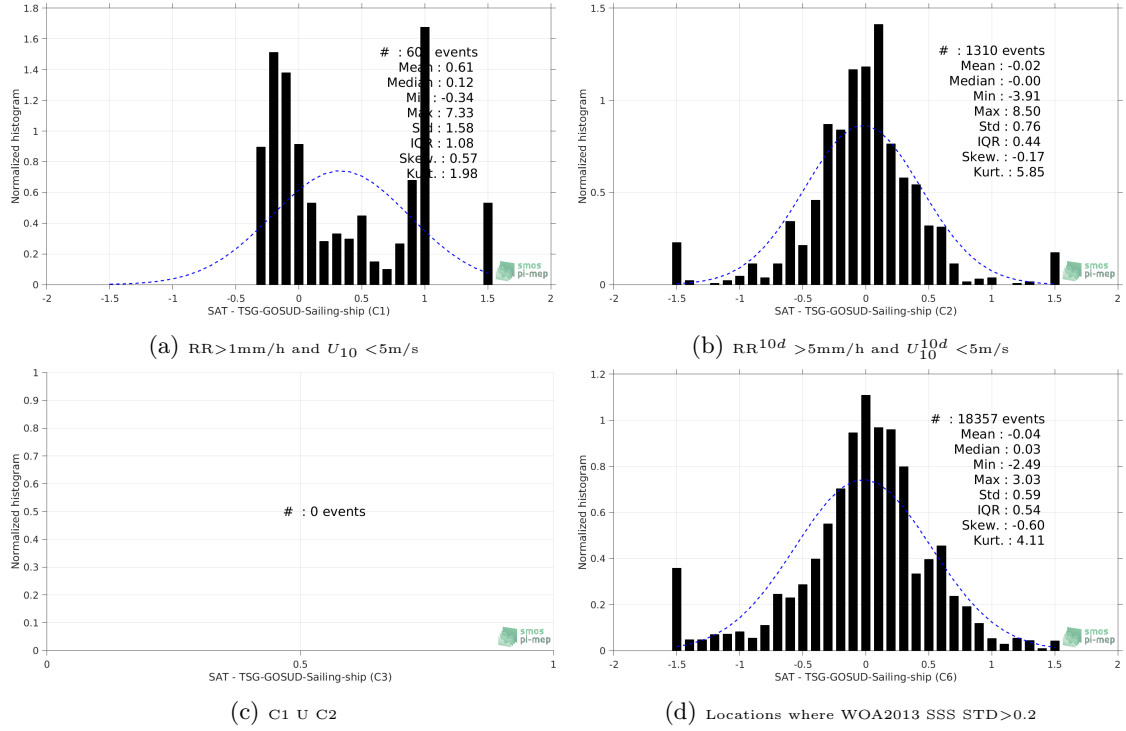 1.8
1.6
1.4
1.2
1
0.8
0.6
0.4
0.2
0
Normalized histogram
# : events
Mean : 0.61
Median : 0.12
Min : -0.34
Max : 7.33
Std : 1.58
IQR : 1.08
Skew. : 0.57
Kurt. : 1.98
smos
pi-mep
-2 -1.5 -1 -0.5 0 0.5 1 1.5 2
SAT - TSG-GOSUD-Sailing-ship (C1)
(a) RR>1mm/h and U10 <5m/s
1.5
1
0.5
0
Normalized histogram
# : 1310 events
Mean : -0.02
Median : -0.00
Min : -3.91
Max : 8.50
Std : 0.76
IQR : 0.44
Skew. : -0.17
Kurt. : 5.85
smos
pi-mep
-2 -1.5 -1 -0.5 0 0.5 1 1.5 2
SAT - TSG-GOSUD-Sailing-ship (C2)
(b) RR10d >5mm/h and U10d10 <5m/s
1
0.9
0.8
0.7
0.6
0.5
0.4
0.3
0.2
0.1
0
Normalized histogram
# : 0 events
smos
pi-mep
0 0.5 1
SAT - TSG-GOSUD-Sailing-ship (C3)
(c) C1 U C2
1.2
1
0.8
0.6
0.4
0.2
0
Normalized histogram
# : 18357 events
Mean : -0.04
Median : 0.03
Min : -2.49
Max : 3.03
Std : 0.59
IQR : 0.54
Skew. : -0.60
Kurt. : 4.11
smos
pi-mep
-2 -1.5 -1 -0.5 0 0.5 1 1.5 2
SAT - TSG-GOSUD-Sailing-ship (C6)
(d) Locations where WOA2013 SSS STD>0.2